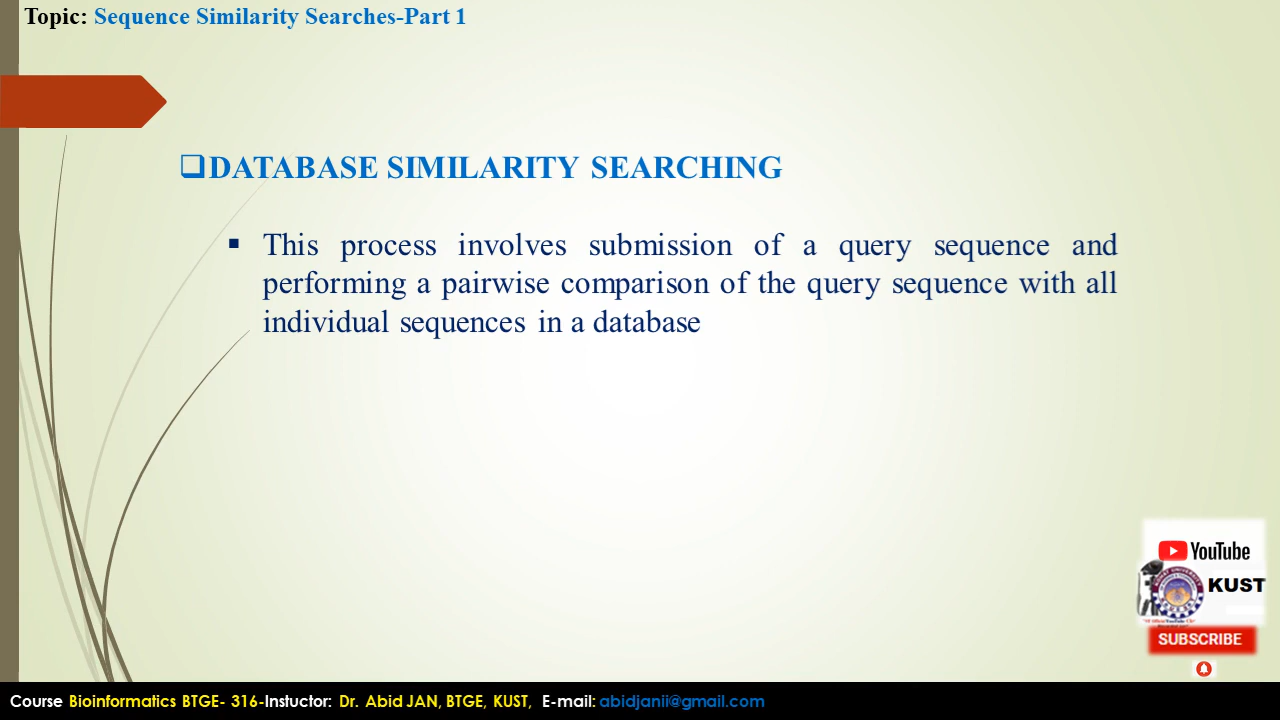 Topic: Sequence Similarity Searches-Part 1
DATABASE SIMILARITY SEARCHING
This process involves submission of a query sequence and
performing a pairwise comparison of the query sequence with all
individual sequences in a database
YouTube
KUST
SUBSCRIBE
Course Bioinformatics BTGE- 316-Instuctor: Dr. Abid JAN, BTGE, KUST, E-mail: abidjanii@gmail.com